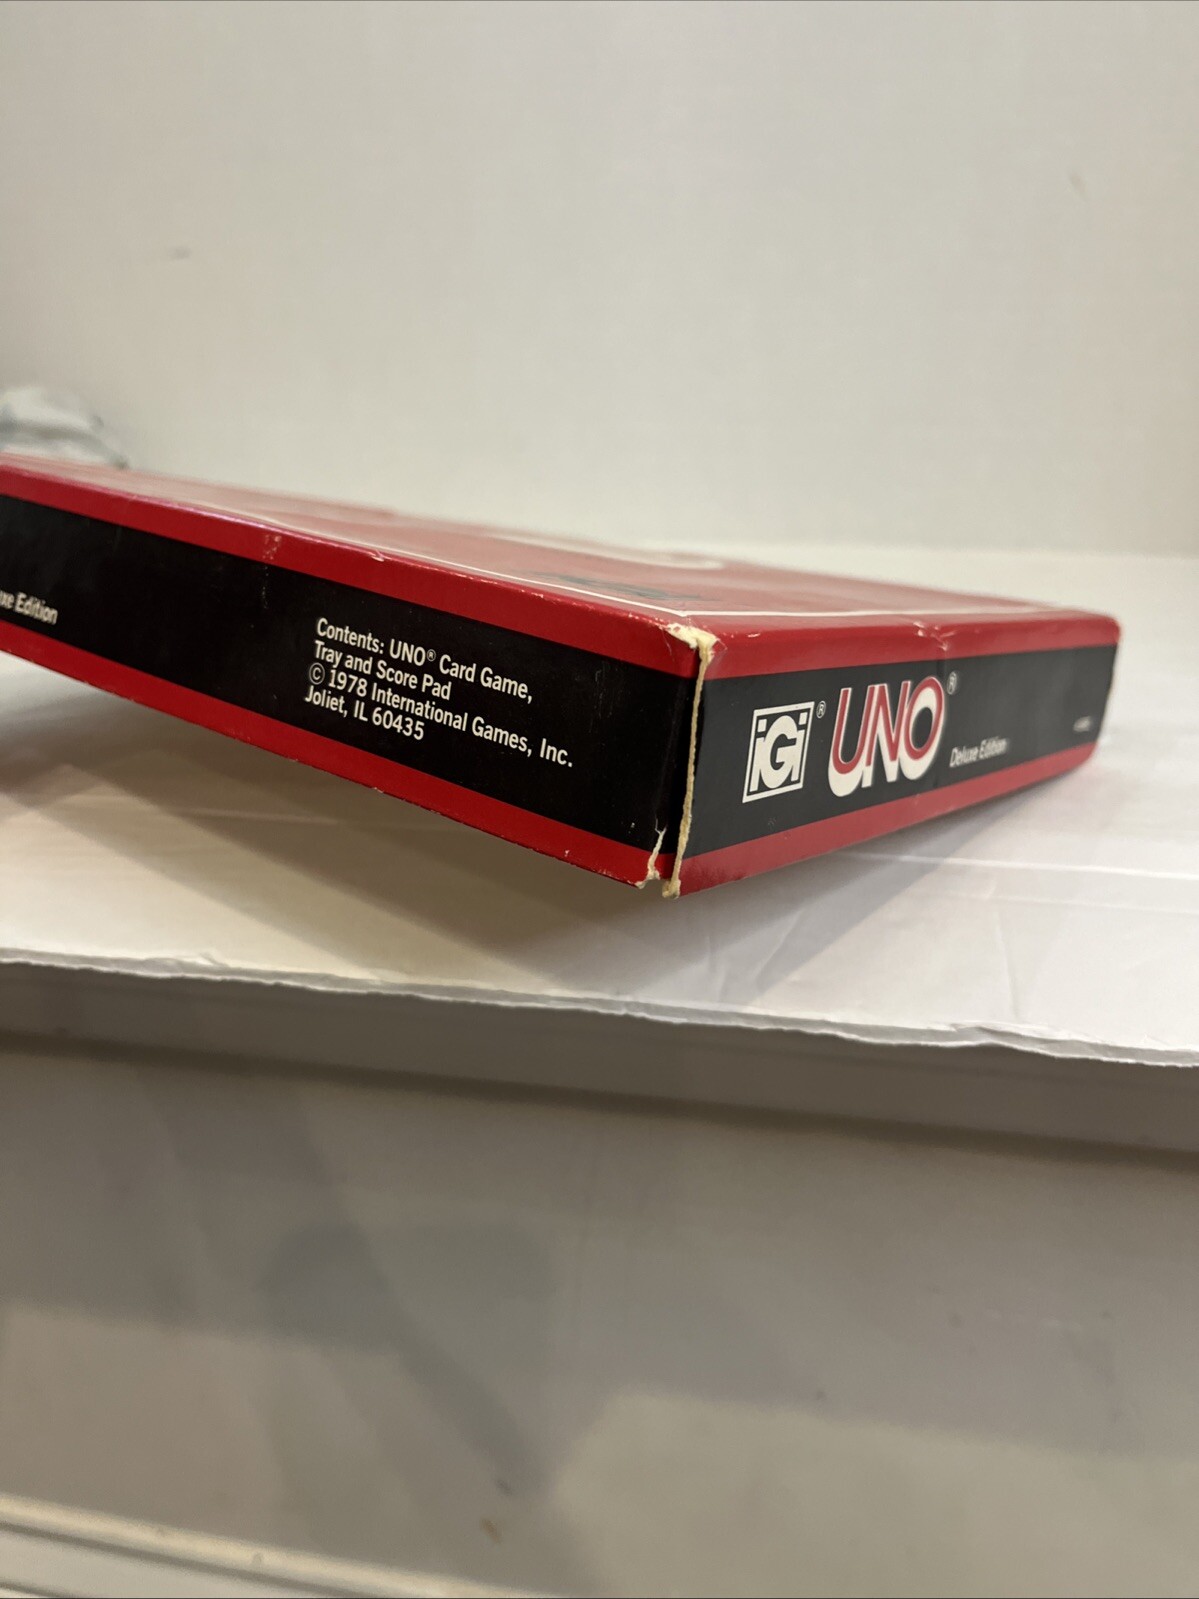 Edition
Contents: UNO® Card Game,
Tray and Score Pad
© 1978 International Games, Inc.
Joliet, IL 60435
iGi® UNO®
Deluxe Edition